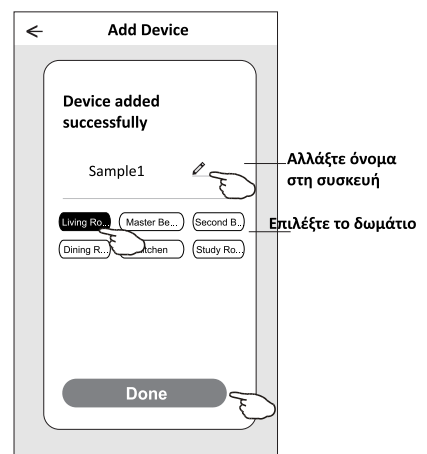 Add Device
Device added
successfully
Sample1
Αλλάξτε όνομα
στη συσκευή
Living Ro... Master Be... Second B..
Επιλέξτε το δωμάτιο
Dining R... tchen Study Ro...
Done